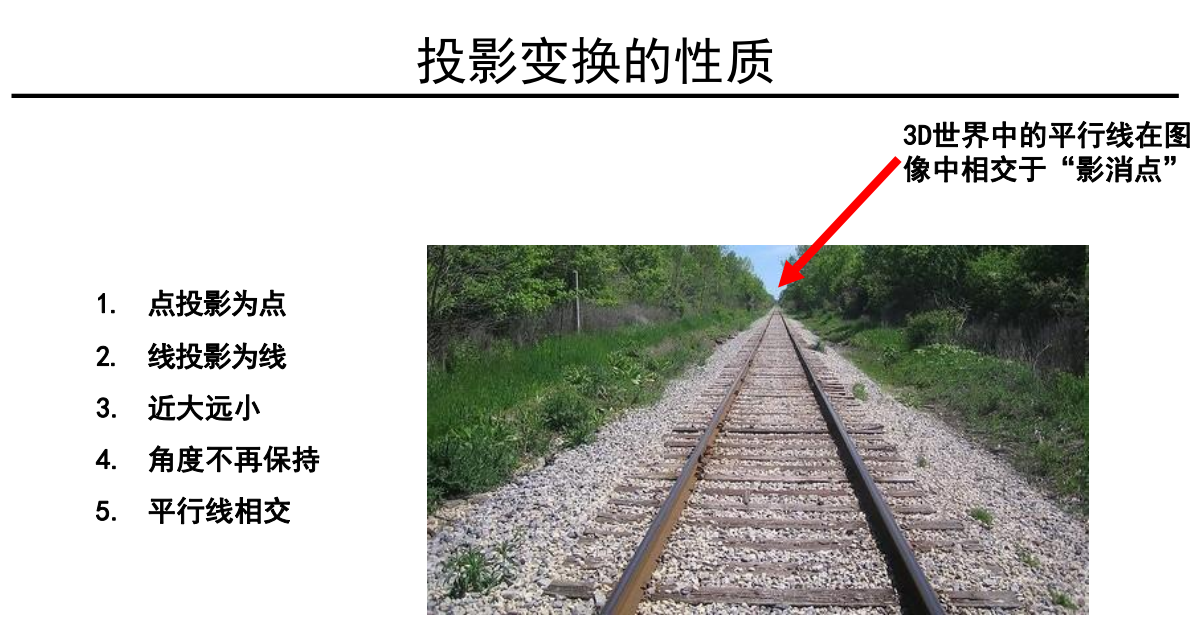 投影变换的性质
3D世界中的平行线在图
像中相交于“影消点”
1. 点投影为点
2. 线投影为线
3. 近大远小
4. 角度不再保持
5. 平行线相交